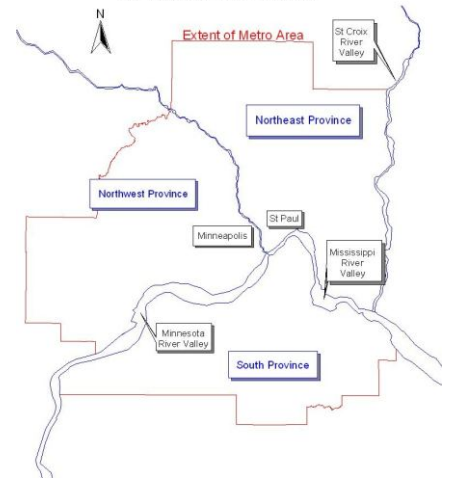 N
Extent of Metro Area
St Croix
River
Valley
Northeast Province
Northwest Province
St Paul
Minneapolis
Mississippi
River
Valley
Minnesota
River Valley
South Province